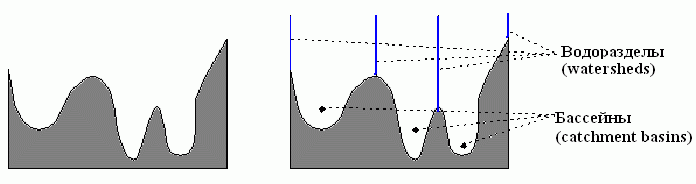 Водоразделы
(watersheds)
Бассейны
(catchment basins)